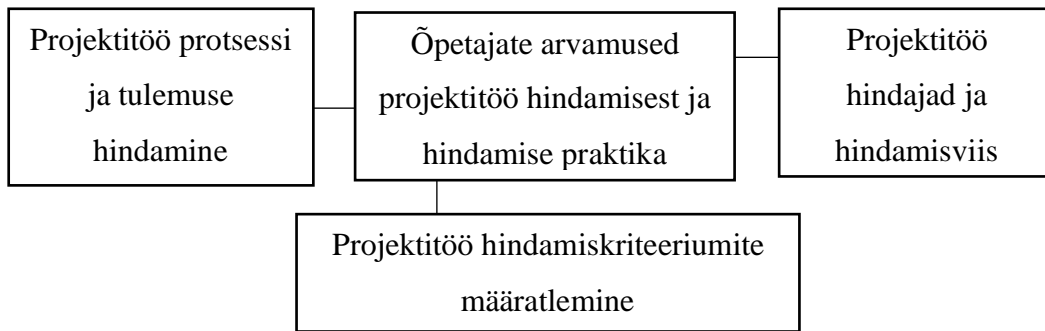 Projektitöö protsessi
ja tulemuse
hindamine
Õpetajate arvamused
projektitöö hindamisest ja
hindamise praktika
Projektitöö
hindajad ja
hindamisviis
Projektitöö hindamiskriteeriumite
määratlemine